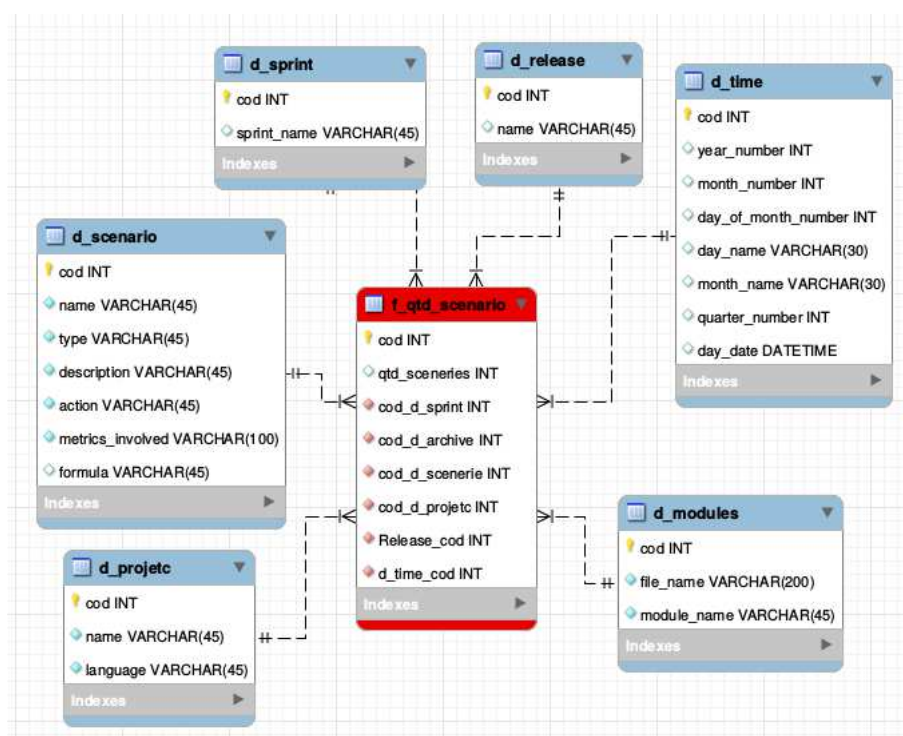 d_sprint
cod INT
sprint_name VARCHAR(45)
Indexes
d_release
cod INT
name VARCHAR(45)
Indexes
d_time
cod INT
year_number INT
month_number INT
day_of_month_number INT
day_name VARCHAR(30)
month_name VARCHAR(30)
quarter_number INT
day_date DATETIME
Indexes
d_scenario
cod INT
name VARCHAR(45)
type VARCHAR(45)
description VARCHAR(45)
action VARCHAR(45)
metrics_involved VARCHAR(100)
formula VARCHAR(45)
Indexes
f_qtd_scenario
cod INT
qtd_sceneries INT
cod_d_sprint INT
cod_d_archive INT
cod_d_scenerie INT
cod_d_projetc INT
Release_cod INT
d_time_cod INT
Indexes
d_projetc
cod INT
name VARCHAR(45)
language VARCHAR(45)
Indexes
d_modules
cod INT
file_name VARCHAR(200)
module_name VARCHAR(45)
Indexes